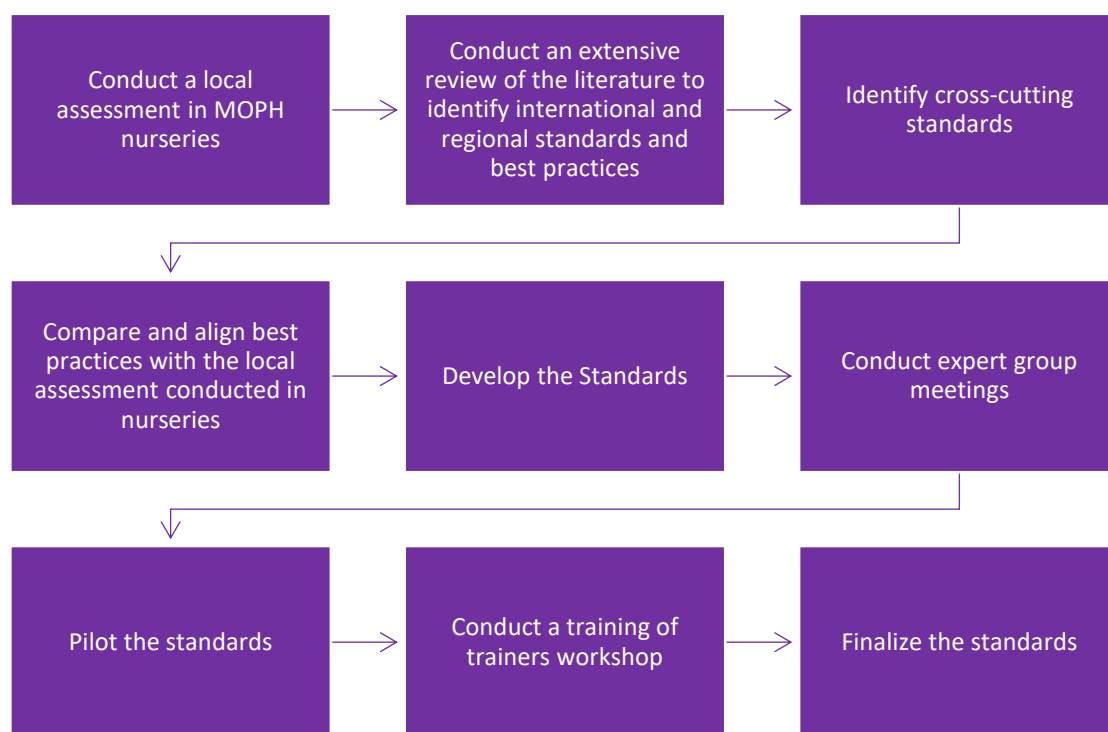 Conduct a local
assessment in MOPH
nurseries
Conduct an extensive
review of the literature to
identify international and
regional standards and
best practices
Identify cross-cutting
standards
Compare and align best
practices with the local
assessment conducted in
nurseries
Develop the Standards
Conduct expert group
meetings
Pilot the standards
Conduct a training of
trainers workshop
Finalize the standards